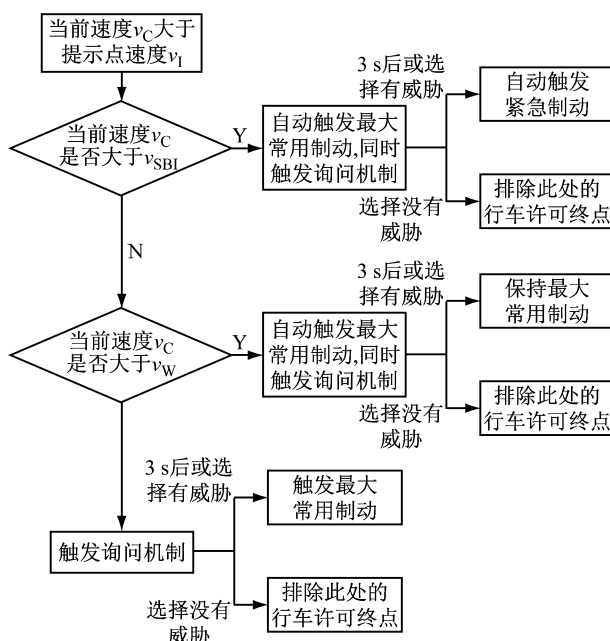 当前速度vC大于
提示点速度vI
当前速度vC
是否大于vSBI
Y
自动触发最大
常用制动,同时
触发询问机制
3 s后或选
择有威胁
自动触发
紧急制动
选择没有
威胁
排除此处的
行车许可终点
N
当前速度vC
是否大于vW
Y
自动触发最大
常用制动,同时
触发询问机制
3 s后或选
择有威胁
保持最大
常用制动
选择没有
威胁
排除此处的
行车许可终点
触发询问机制
3 s后或选
择有威胁
触发最大
常用制动
选择没有
威胁
排除此处的
行车许可终点